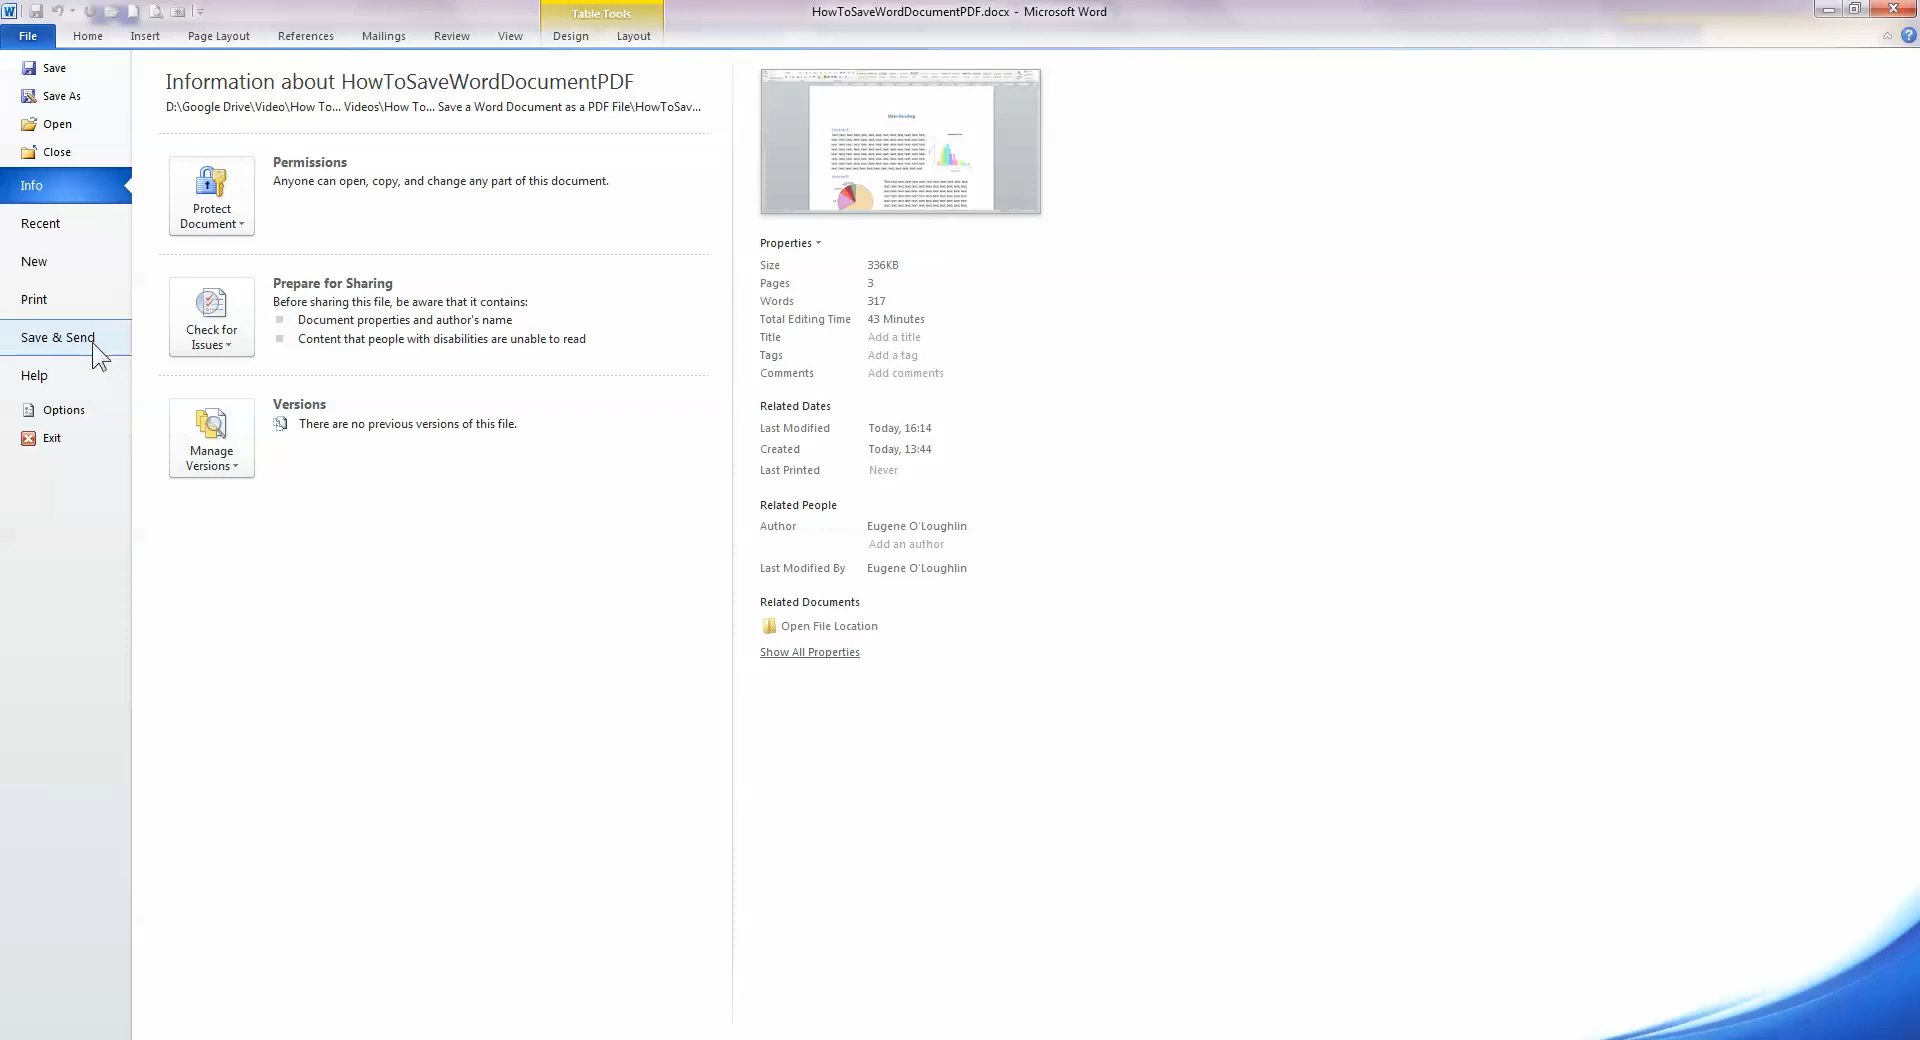 Table Tools
HowToSaveWordDocumentPDF.docx - Microsoft Word
File
Home
Insert
Page Layout
References
Mailings
Review
View
Design
Layout
Save
Save As
Open
Close
Info
Recent
New
Print
Save & Send
Help
Options
Exit
Information about HowToSaveWordDocumentPDF
D:\Google Drive\Video\How To... Videos\How To... Save a Word Document as a PDF File\HowToSav...
Protect
Document
Permissions
Anyone can open, copy, and change any part of this document.
Check for
Issues
Prepare for Sharing
Before sharing this file, be aware that it contains:
Document properties and author's name
Content that people with disabilities are unable to read
Manage
Versions
Versions
There are no previous versions of this file.
Properties
Size 336KB
Pages 3
Words 317
Total Editing Time 43 Minutes
Title Add a title
Tags Add a tag
Comments Add comments
Related Dates
Last Modified Today, 16:14
Created Today, 13:44
Last Printed Never
Related People
Author Eugene O'Loughlin
Add an author
Last Modified By Eugene O'Loughlin
Related Documents
Open File Location
Show All Properties